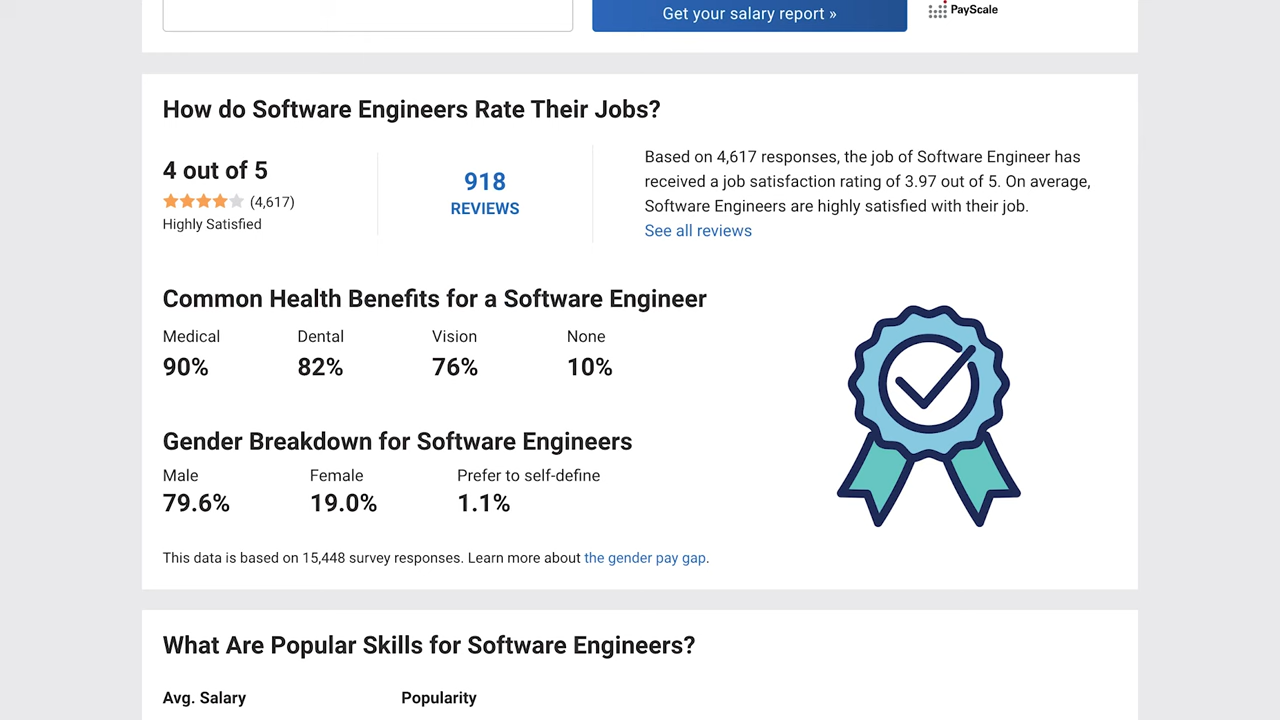 Get your salary report »
PayScale
How do Software Engineers Rate Their Jobs?
4 out of 5
(4,617)
Highly Satisfied
918
REVIEWS
Based on 4,617 responses, the job of Software Engineer has
received a job satisfaction rating of 3.97 out of 5. On average,
Software Engineers are highly satisfied with their job.
See all reviews
Common Health Benefits for a Software Engineer
Medical Dental Vision None
90% 82% 76% 10%
Gender Breakdown for Software Engineers
Male Female Prefer to self-define
79.6% 19.0% 1.1%
This data is based on 15,448 survey responses. Learn more about the gender pay gap.
What Are Popular Skills for Software Engineers?
Avg. Salary Popularity